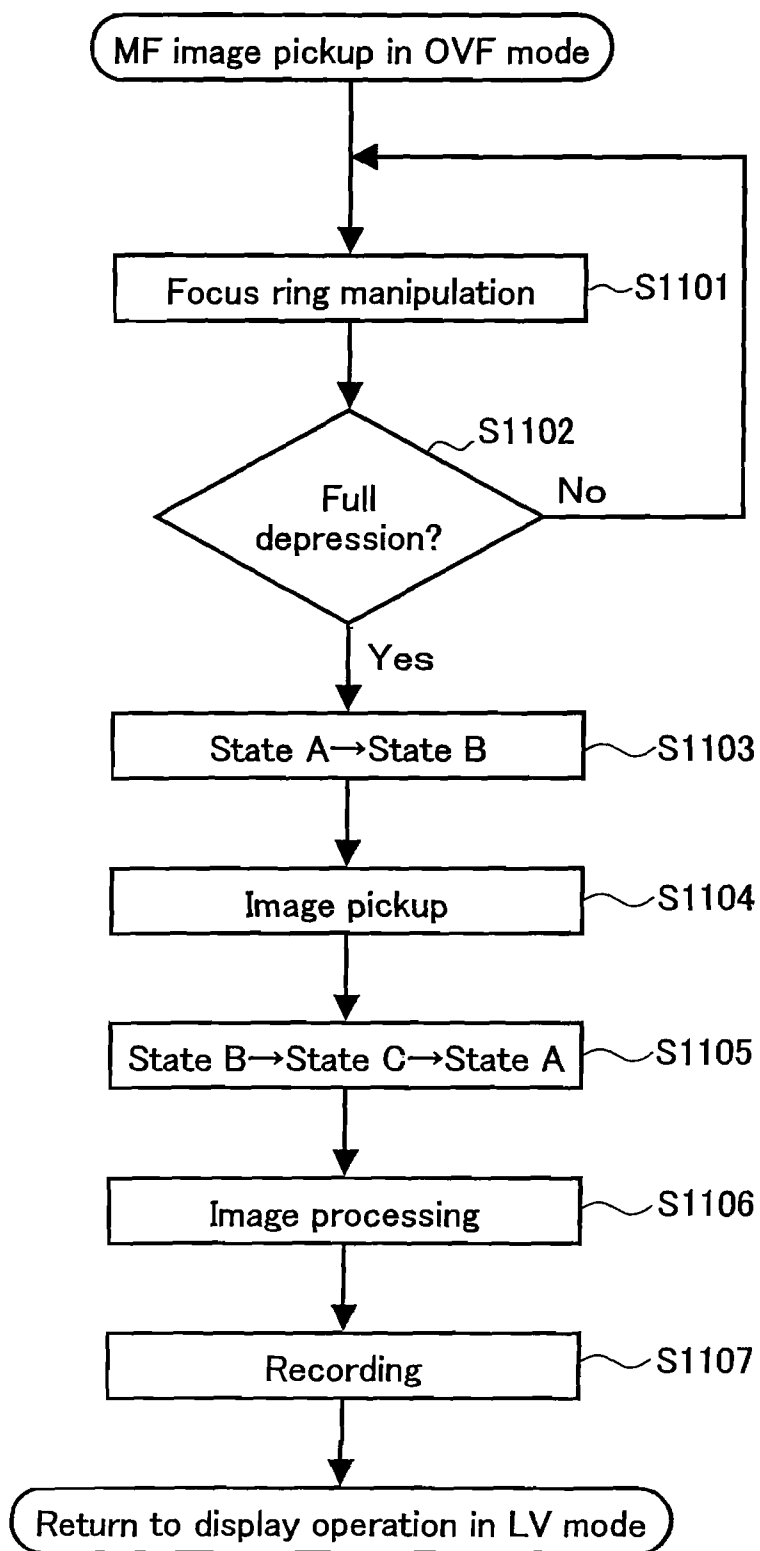 MF image pickup in OVF mode
Focus ring manipulation
S1101
S1102
Full
depression?
No
Yes
State A→State B
S1103
Image pickup
S1104
State B→State C→State A
S1105
Image processing
S1106
Recording
S1107
Return to display operation in LV mode